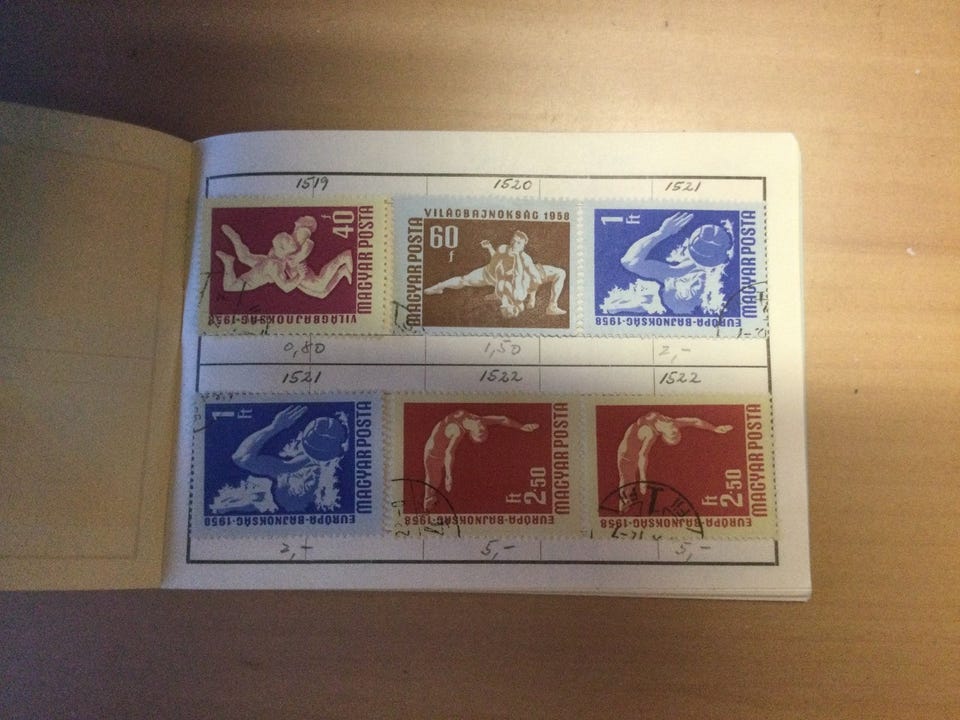 1519 1520 1521
40 f
MAGYAR POSTA
VILÁGBAJNOKSÁG·1958
VILÁGBAJNOKSÁG 1958
60 f
MAGYAR POSTA
1 Ft
MAGYAR POSTA
EURÓPA-BAJNOKSÁG·1958
0,80 1,50 2,-
1521 1522 1522
1 Ft
MAGYAR POSTA
EURÓPA-BAJNOKSÁG·1958
Ft 2.50
MAGYAR POSTA
EURÓPA-BAJNOKSÁG·1958
Ft 2.50
MAGYAR POSTA
EURÓPA-BAJNOKSÁG·1958
2,- 5,- 5,-